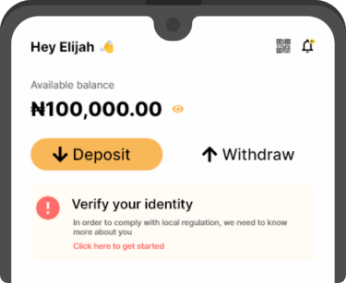 Hey Elijah 👋
Available balance
₦100,000.00
Deposit
Withdraw
Verify your identity
In order to comply with local regulation, we need to know
more about you
Click here to get started